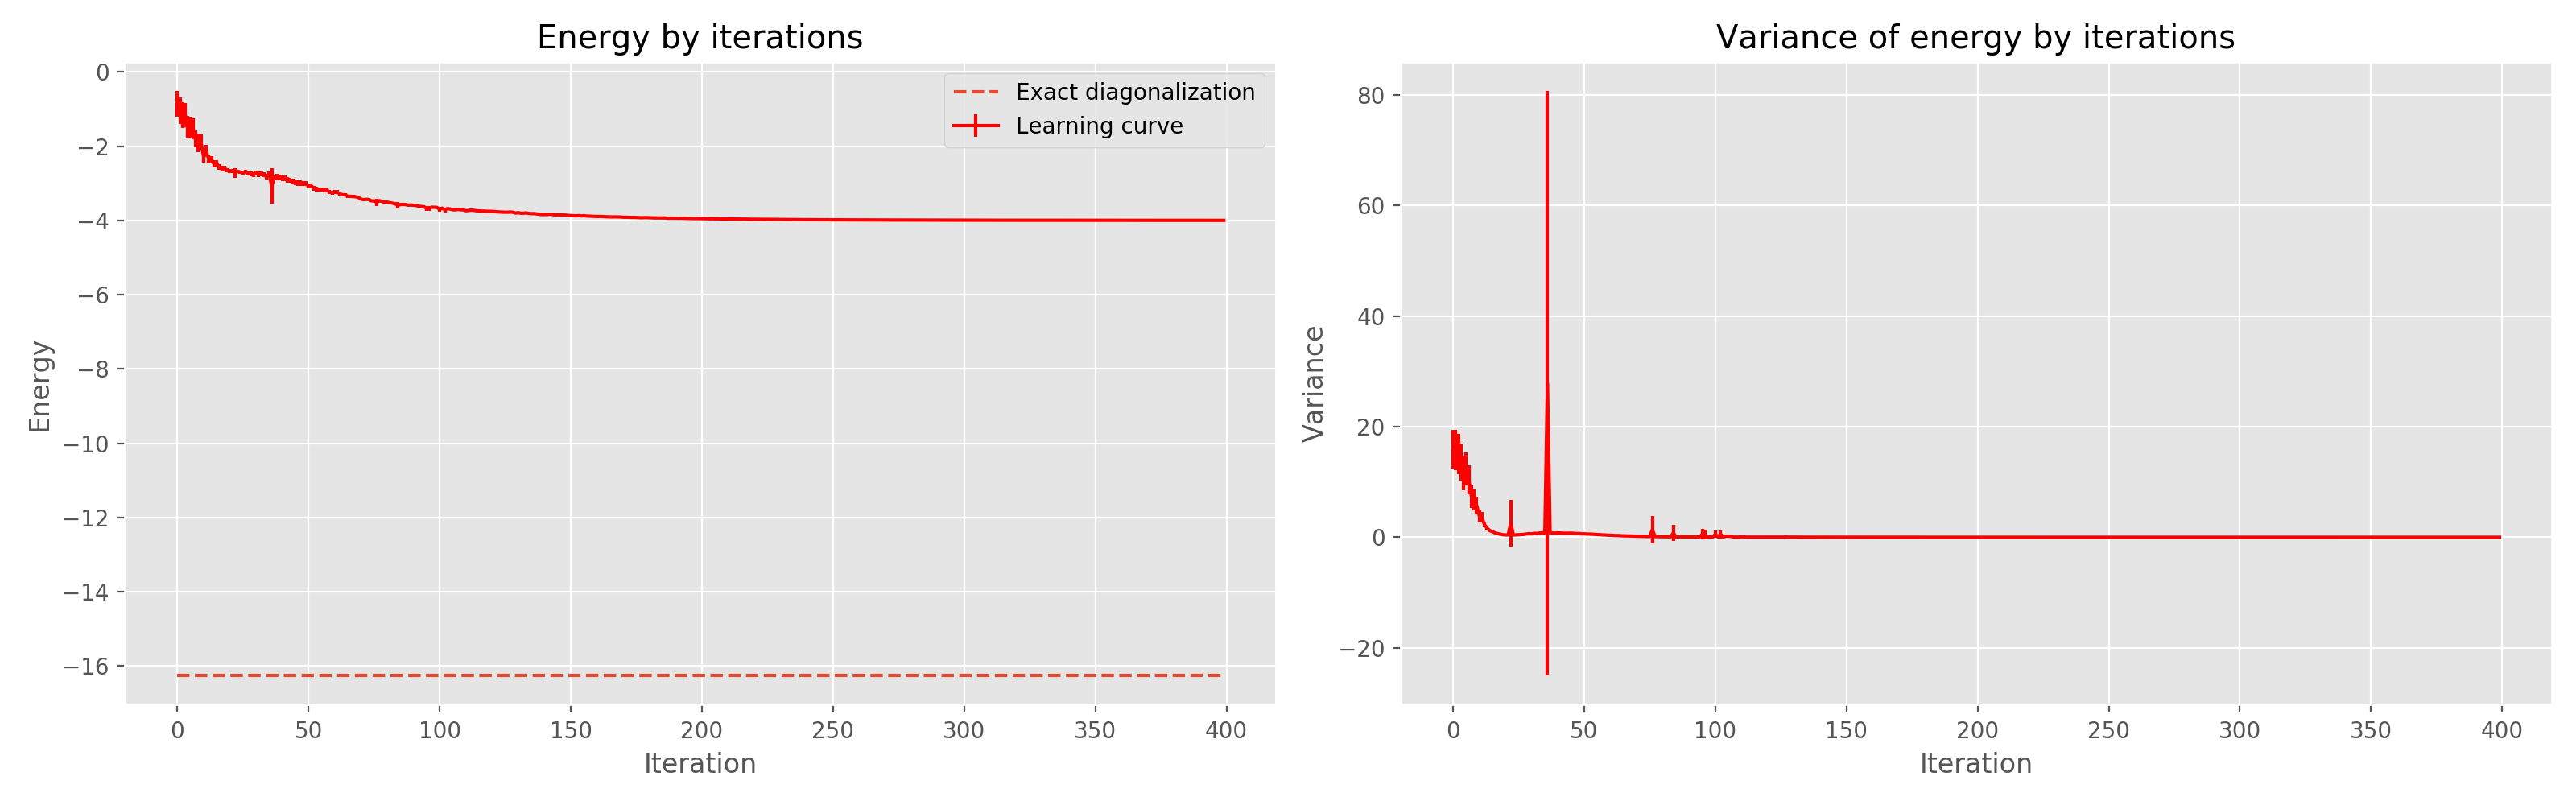 Energy by iterations
0
−2
−4
−6
−8
−10
−12
−14
−16
Energy
Exact diagonalization
Learning curve
0 50 100 150 200 250 300 350 400
Iteration
Variance of energy by iterations
80
60
40
20
0
−20
Variance
0 50 100 150 200 250 300 350 400
Iteration